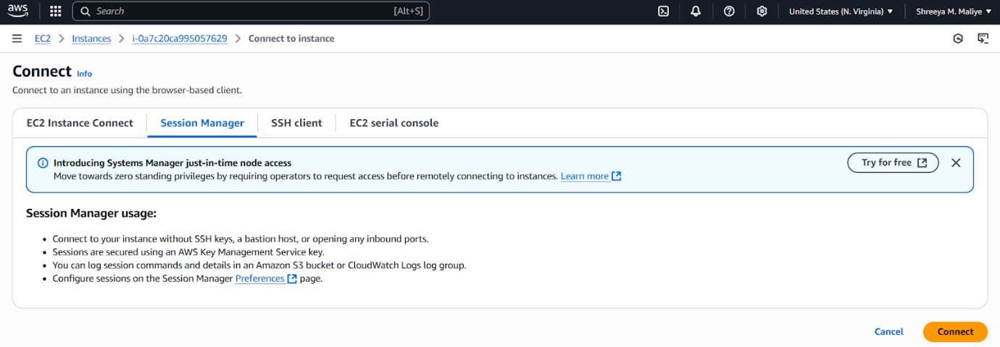 aws Search [Alt+S] United States (N. Virginia) Shreeya M. Maliye
EC2 > Instances > i-0a7c20ca995057629 > Connect to instance
Connect Info
Connect to an instance using the browser-based client.
EC2 Instance Connect Session Manager SSH client EC2 serial console
Introducing Systems Manager just-in-time node access
Move towards zero standing privileges by requiring operators to request access before remotely connecting to instances. Learn more
Try for free
Session Manager usage:
• Connect to your instance without SSH keys, a bastion host, or opening any inbound ports.
• Sessions are secured using an AWS Key Management Service key.
• You can log session commands and details in an Amazon S3 bucket or CloudWatch Logs log group.
• Configure sessions on the Session Manager Preferences page.
Cancel Connect